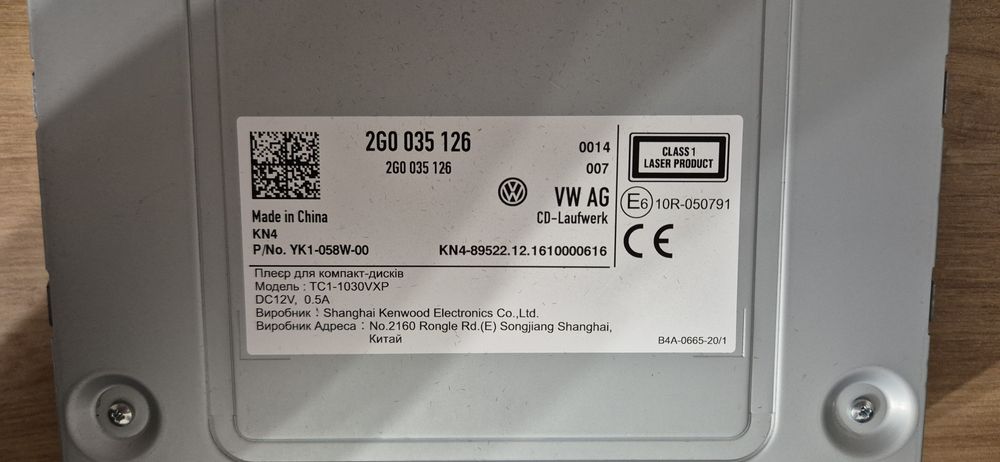 2G0 035 126
2G0 035 126
0014
007
VW AG
CD-Laufwerk
Made in China
KN4
P/No. YK1-058W-00
KN4-89522.12.1610000616
CLASS 1
LASER PRODUCT
E6 10R-050791
CE
Плеєр для компакт-дисків
Модель : TC1-1030VXP
DC12V, 0.5A
Виробник : Shanghai Kenwood Electronics Co.,Ltd.
Виробник Адреса : No.2160 Rongle Rd.(E) Songjiang Shanghai,
Китай
B4A-0665-20/1